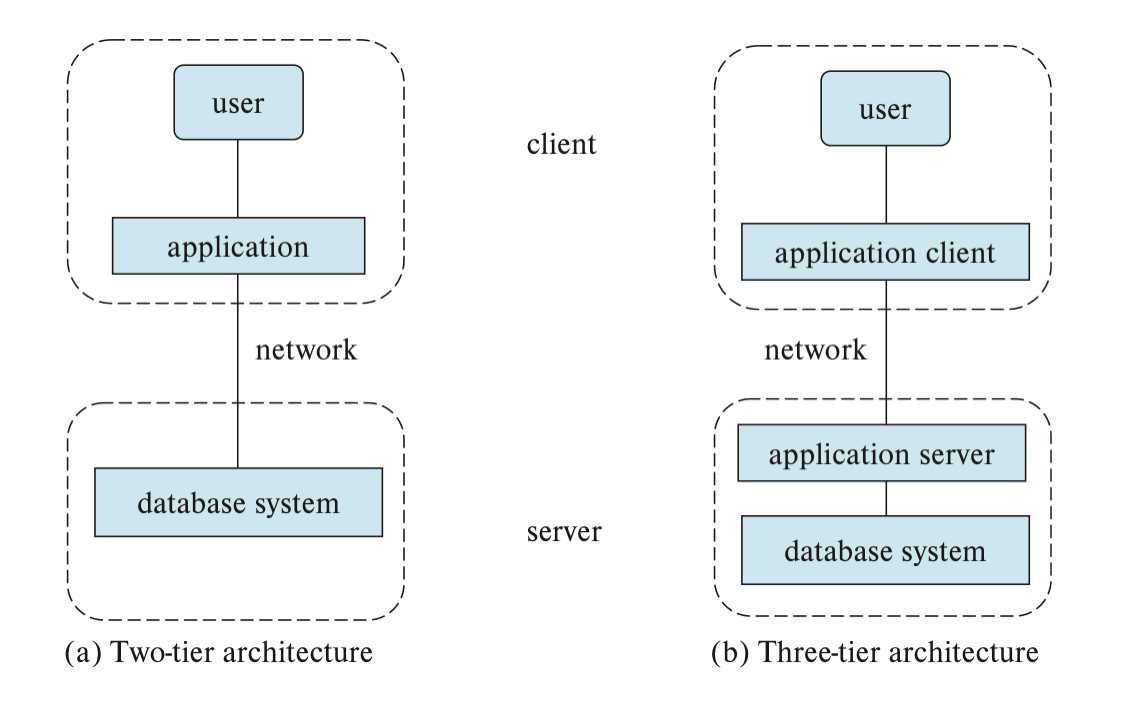 user
application
network
database system
(a) Two-tier architecture
client
server
user
application client
network
application server
database system
(b) Three-tier architecture